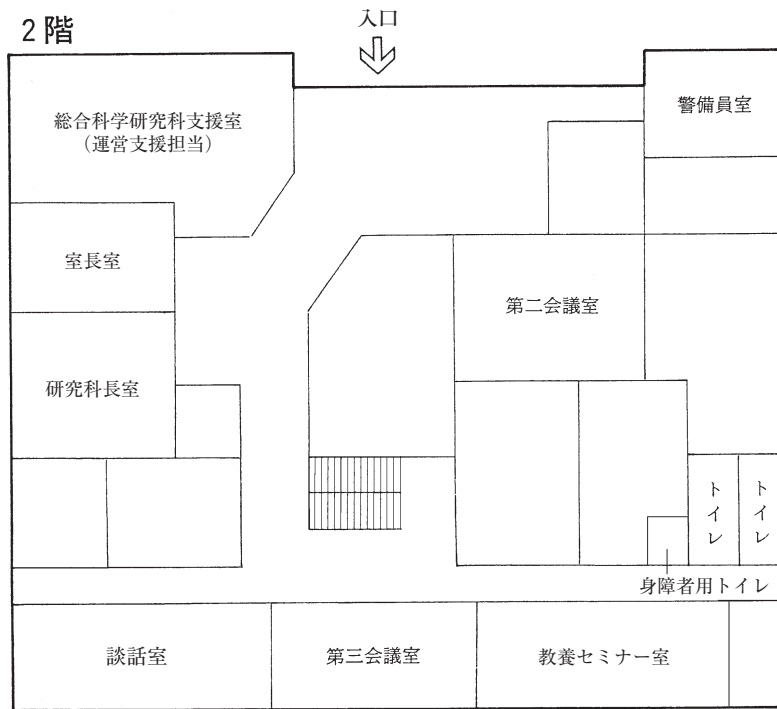 2階
入口
総合科学研究科支援室
(運営支援担当)
警備員室
室長室
第二会議室
研究科長室
トイレ
トイレ
身障者用トイレ
談話室
第三会議室
教養セミナー室